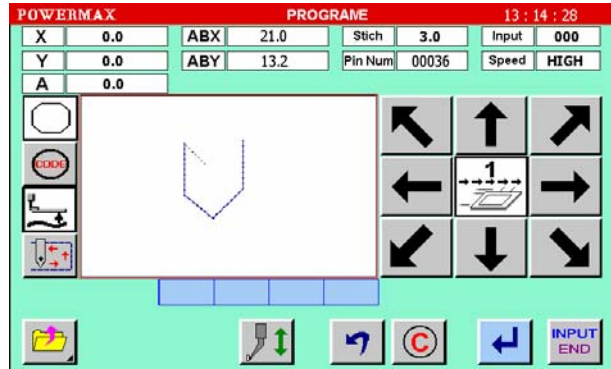 POWERMAX PROGRAME 13 : 14 : 28
X 0.0 ABX 21.0 Stich 3.0 Input 000
Y 0.0 ABY 13.2 Pin Num 00036 Speed HIGH
A 0.0
CODE
1
C
INPUT
END